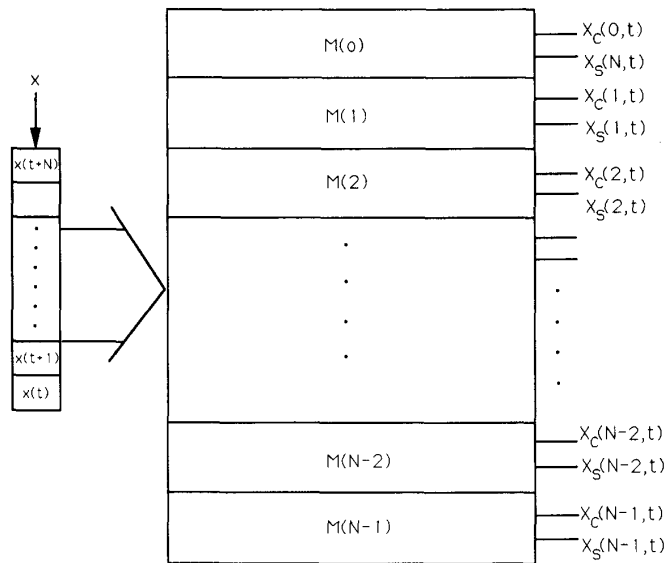 X
x(t+N)
x(t+1)
x(t)
M(o)
M(1)
M(2)
M(N-2)
M(N-1)
X_C(0,t)
X_S(N,t)
X_C(1,t)
X_S(1,t)
X_C(2,t)
X_S(2,t)
X_C(N-2,t)
X_S(N-2,t)
X_C(N-1,t)
X_S(N-1,t)